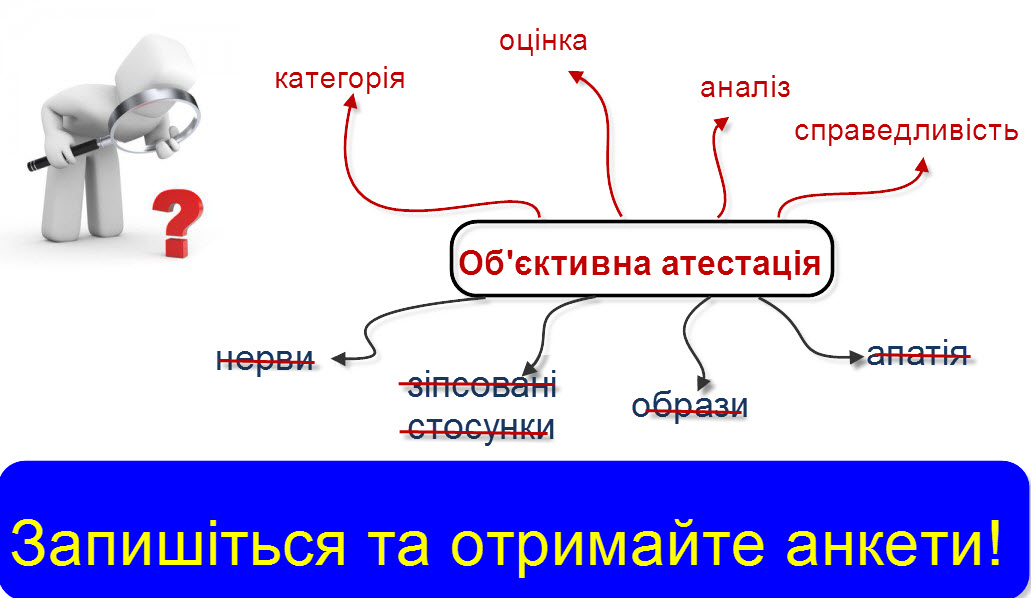 оцінка
категорія
аналіз
справедливість
?
Об'єктивна атестація
нерви
апатія
зіпсовані
стосунки
образи
Запишіться та отримайте анкети!